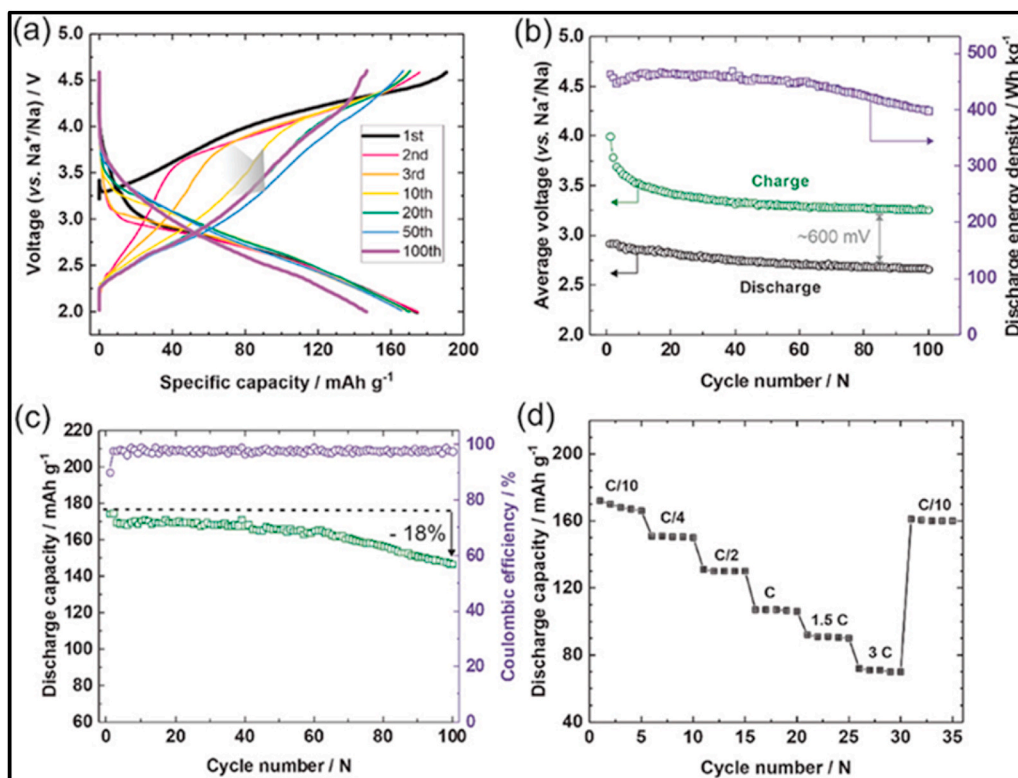 (a)
5.0
4.5
4.0
3.5
3.0
2.5
2.0
Voltage (vs. Na⁺/Na) / V
1st
2nd
3rd
10th
20th
50th
100th
0 40 80 120 160 200
Specific capacity / mAh g⁻¹
(b)
5.0
4.5
4.0
3.5
3.0
2.5
2.0
Average voltage (vs. Na⁺/Na)
Charge
~600 mV
Discharge
500
400
300
200
100
0
Discharge energy density / Wh kg⁻¹
0 20 40 60 80 100
Cycle number / N
(c)
220
200
180
160
140
120
100
80
60
Discharge capacity / mAh g⁻¹
- 18%
100
80
60
40
20
0
Coulombic efficiency / %
0 20 40 60 80 100
Cycle number / N
(d)
200
160
120
80
40
Discharge capacity / mAh g⁻¹
C/10
C/4
C/2
C
1.5 C
3 C
C/10
0 5 10 15 20 25 30 35
Cycle number / N